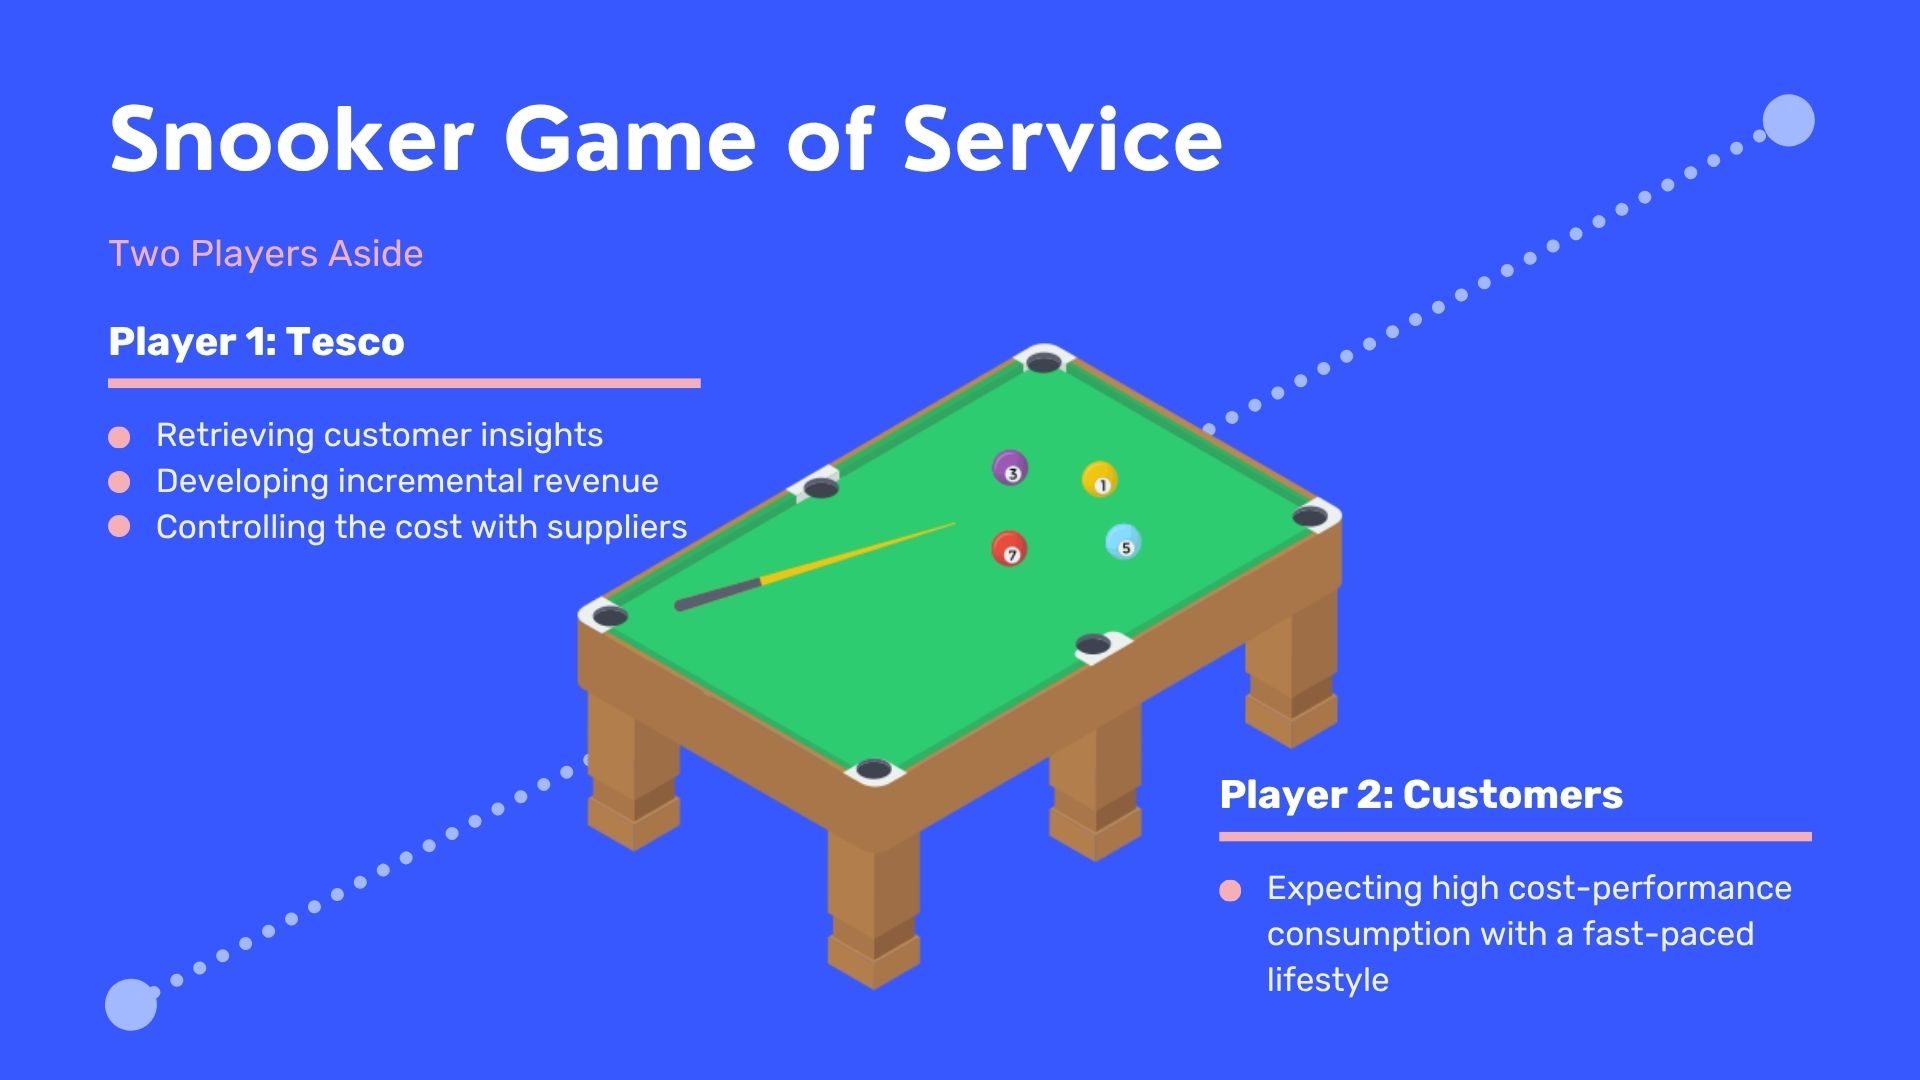 Snooker Game of Service
Two Players Aside
Player 1: Tesco
Retrieving customer insights
Developing incremental revenue
Controlling the cost with suppliers
3
1
7
5
Player 2: Customers
Expecting high cost-performance
consumption with a fast-paced
lifestyle